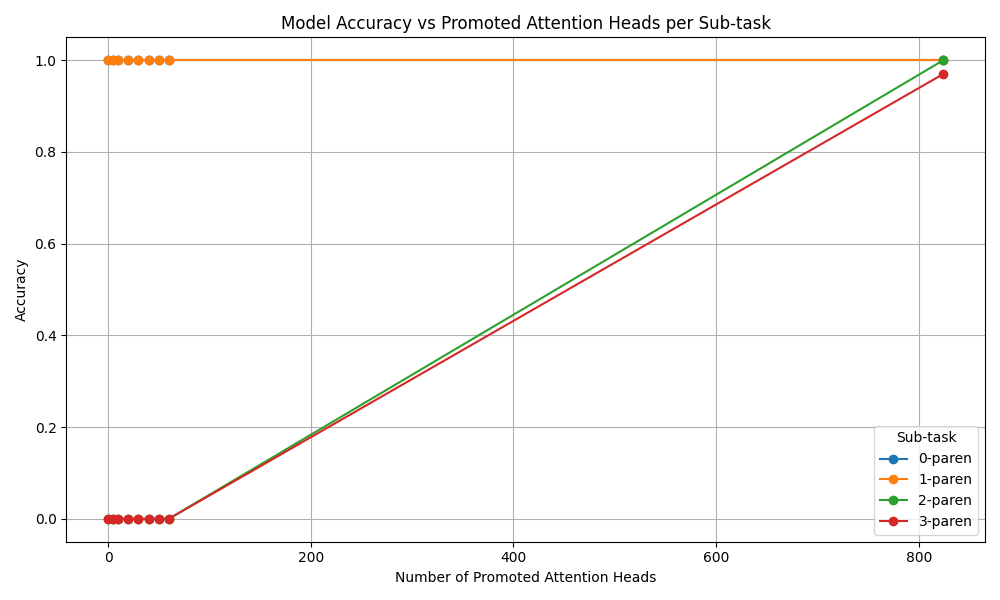 Model Accuracy vs Promoted Attention Heads per Sub-task
1.0
0.8
0.6
0.4
0.2
0.0
Accuracy
0 200 400 600 800
Number of Promoted Attention Heads
Sub-task
0-paren
1-paren
2-paren
3-paren